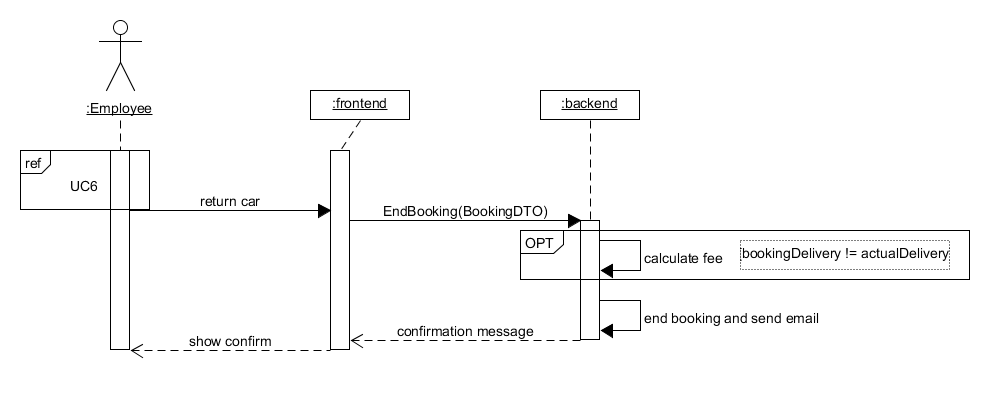 :Employee
:frontend
:backend
ref
UC6
return car
EndBooking(BookingDTO)
OPT
calculate fee
bookingDelivery != actualDelivery
end booking and send email
confirmation message
show confirm